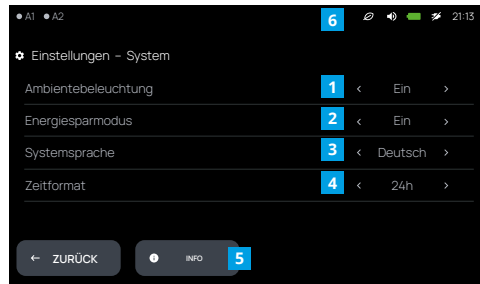 A1 A2 6 21:13
Einstellungen – System
Ambientebeleuchtung 1 < Ein >
Energiesparmodus 2 < Ein >
Systemsprache 3 < Deutsch >
Zeitformat 4 < 24h >
← ZURÜCK INFO 5